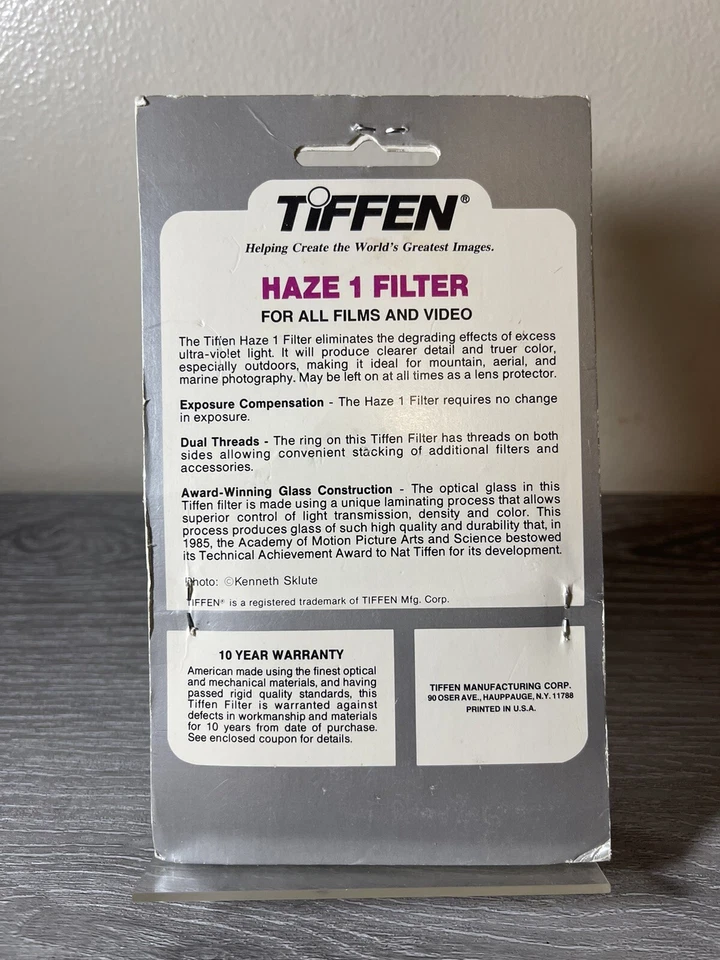 TIFFEN®
Helping Create the World's Greatest Images.
HAZE 1 FILTER
FOR ALL FILMS AND VIDEO
The Tiffen Haze 1 Filter eliminates the degrading effects of excess
ultra-violet light. It will produce clearer detail and truer color,
especially outdoors, making it ideal for mountain, aerial, and
marine photography. May be left on at all times as a lens protector.
Exposure Compensation - The Haze 1 Filter requires no change
in exposure.
Dual Threads - The ring on this Tiffen Filter has threads on both
sides allowing convenient stacking of additional filters and
accessories.
Award-Winning Glass Construction - The optical glass in this
Tiffen filter is made using a unique laminating process that allows
superior control of light transmission, density and color. This
process produces glass of such high quality and durability that, in
1985, the Academy of Motion Picture Arts and Science bestowed
its Technical Achievement Award to Nat Tiffen for its development.
Photo: ©Kenneth Sklute
TIFFEN® is a registered trademark of TIFFEN Mfg. Corp.
10 YEAR WARRANTY
American made using the finest optical
and mechanical materials, and having
passed rigid quality standards, this
Tiffen Filter is warranted against
defects in workmanship and materials
for 10 years from date of purchase.
See enclosed coupon for details.
TIFFEN MANUFACTURING CORP.
90 OSER AVE., HAUPPAUGE, N.Y. 11788
PRINTED IN U.S.A.